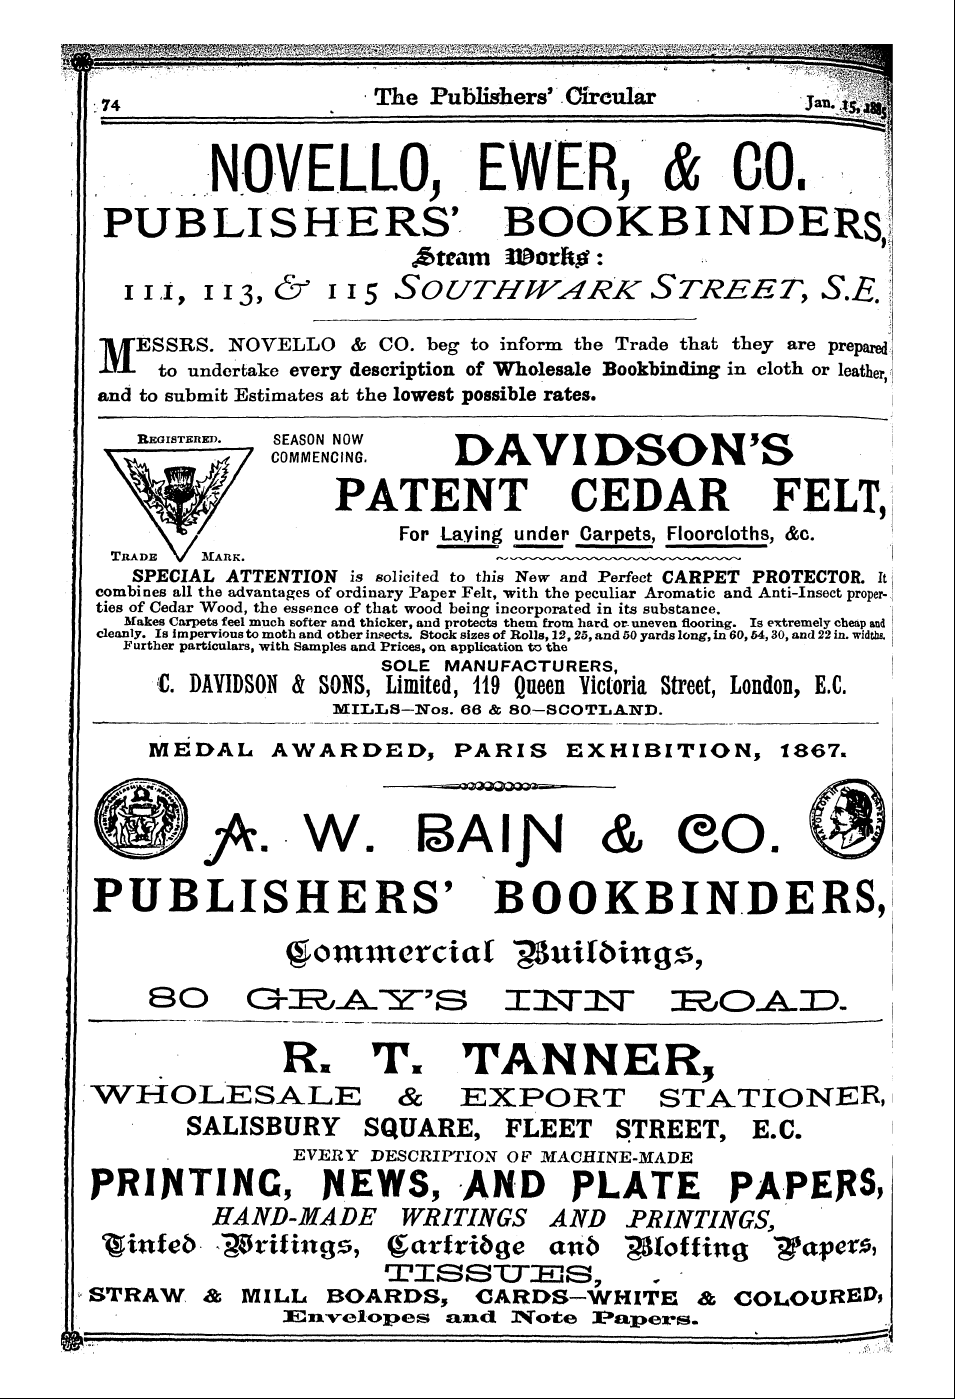 74
The Publishers' Circular
Jan. 15, 188
NOVELLO, EWER, & CO.
PUBLISHERS' BOOKBINDERS,
Steam Works:
111, 113, & 115 SOUTHWARK STREET, S.E.
MESSRS. NOVELLO & CO. beg to inform the Trade that they are prepared
to undertake every description of Wholesale Bookbinding in cloth or leather,
and to submit Estimates at the lowest possible rates.
REGISTERED.
TRADE MARK.
SEASON NOW
COMMENCING.
DAVIDSON'S
PATENT CEDAR FELT,
For Laying under Carpets, Floorcloths, &c.
SPECIAL ATTENTION is solicited to this New and Perfect CARPET PROTECTOR. It
combines all the advantages of ordinary Paper Felt, with the peculiar Aromatic and Anti-Insect proper-
ties of Cedar Wood, the essence of that wood being incorporated in its substance.
Makes Carpets feel much softer and thicker, and protects them from hard or uneven flooring. Is extremely cheap and
cleanly. Is impervious to moth and other insects. Stock sizes of Rolls, 12, 25, and 50 yards long, in 60, 54, 30, and 22 in. widths.
Further particulars, with Samples and Prices, on application to the
SOLE MANUFACTURERS,
C. DAVIDSON & SONS, Limited, 119 Queen Victoria Street, London, E.C.
MILLS—Nos. 66 & 80—SCOTLAND.
MEDAL AWARDED, PARIS EXHIBITION, 1867.
NAPOLEON III
A. W. BAIN & CO.
PUBLISHERS' BOOKBINDERS,
Commercial Buildings,
80 GRAY'S INN ROAD.
R. T. TANNER,
WHOLESALE & EXPORT STATIONER,
SALISBURY SQUARE, FLEET STREET, E.C.
EVERY DESCRIPTION OF MACHINE-MADE
PRINTING, NEWS, AND PLATE PAPERS,
HAND-MADE WRITINGS AND PRINTINGS,
Tinted Writings, Cartridge and Blotting Papers,
TISSUES,
STRAW & MILL BOARDS, CARDS—WHITE & COLOURED,
Envelopes and Note Papers.